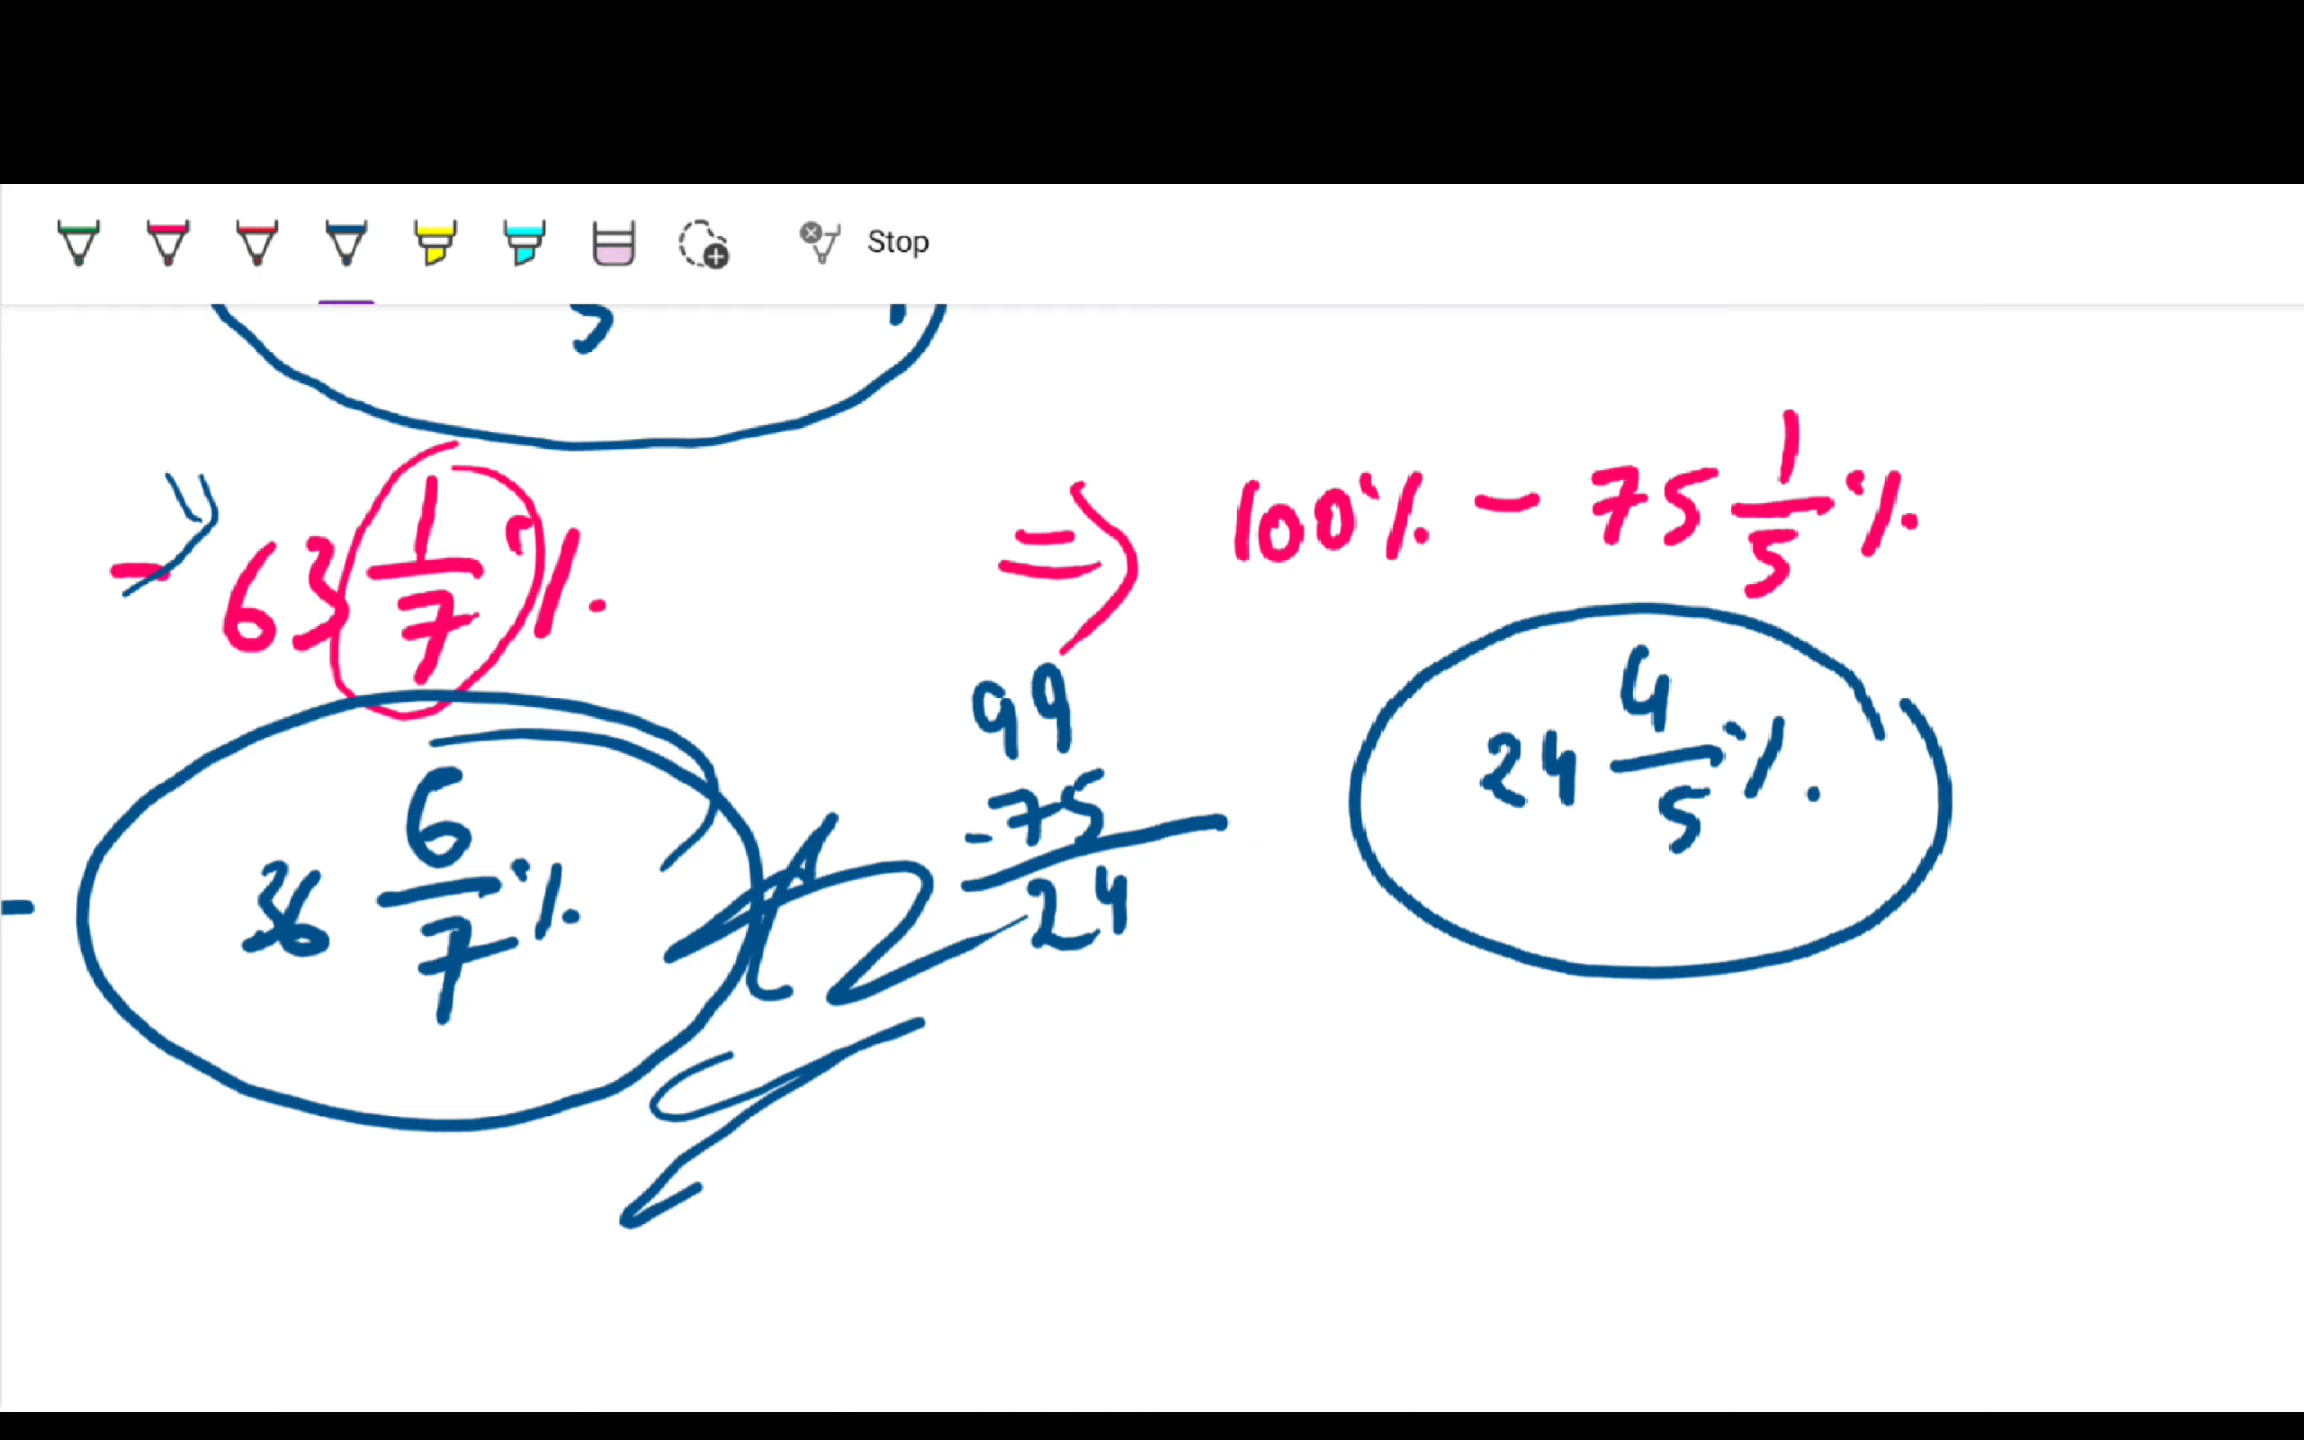 Stop
5
- 63 1/7 %
36 6/7 %
-
99
-75
24
=> 100% - 75 1/5 %
24 4/5 %